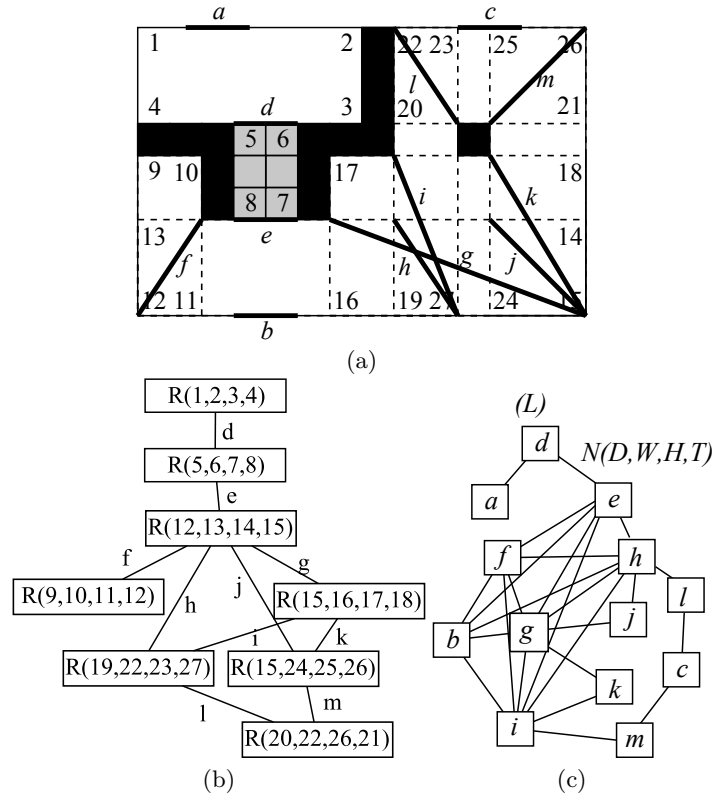 a
c
1
2
22
23
25
26
l
m
4
d
3
20
21
5
6
9
10
17
18
8
7
i
k
13
e
14
f
h
g
j
12
11
16
19
27
24
15
b
(a)
R(1,2,3,4)
d
R(5,6,7,8)
e
R(12,13,14,15)
f
g
h
j
R(9,10,11,12)
R(15,16,17,18)
i
k
R(19,22,23,27)
R(15,24,25,26)
l
m
R(20,22,26,21)
(b)
(L)
d
N(D,W,H,T)
a
e
f
h
l
b
g
j
c
k
i
m
(c)